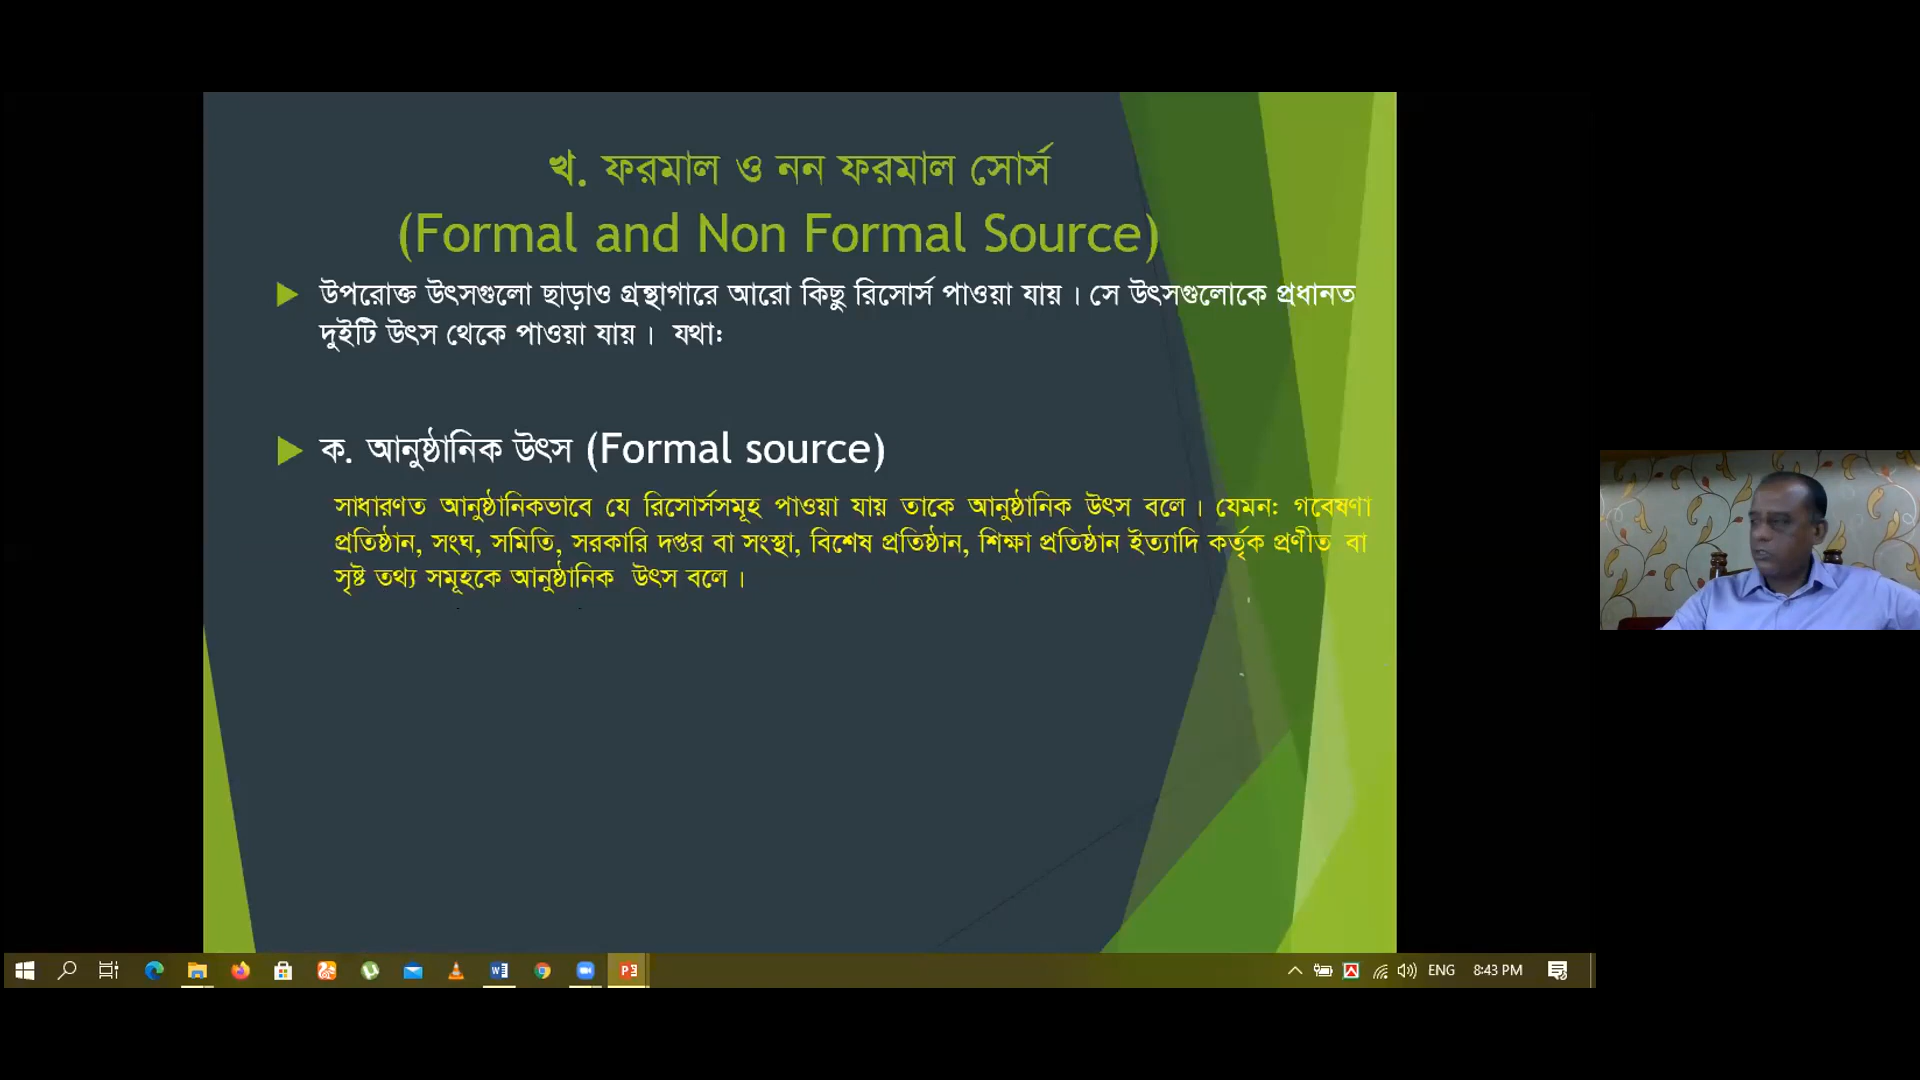 খ. ফরমাল ও নন ফরমাল সোর্স
(Formal and Non Formal Source)
উপরোক্ত উৎসগুলো ছাড়াও গ্রন্থাগারে আরো কিছু রিসোর্স পাওয়া যায়। সে উৎসগুলোকে প্রধানত
দুইটি উৎস থেকে পাওয়া যায়। যথাঃ
ক. আনুষ্ঠানিক উৎস (Formal source)
সাধারণত আনুষ্ঠানিকভাবে যে রিসোর্সসমূহ পাওয়া যায় তাকে আনুষ্ঠানিক উৎস বলে। যেমন: গবেষণা
প্রতিষ্ঠান, সংঘ, সমিতি, সরকারি দপ্তর বা সংস্থা, বিশেষ প্রতিষ্ঠান, শিক্ষা প্রতিষ্ঠান ইত্যাদি কর্তৃক প্রণীত বা
সৃষ্ট তথ্য সমূহকে আনুষ্ঠানিক উৎস বলে।
ENG 8:43 PM